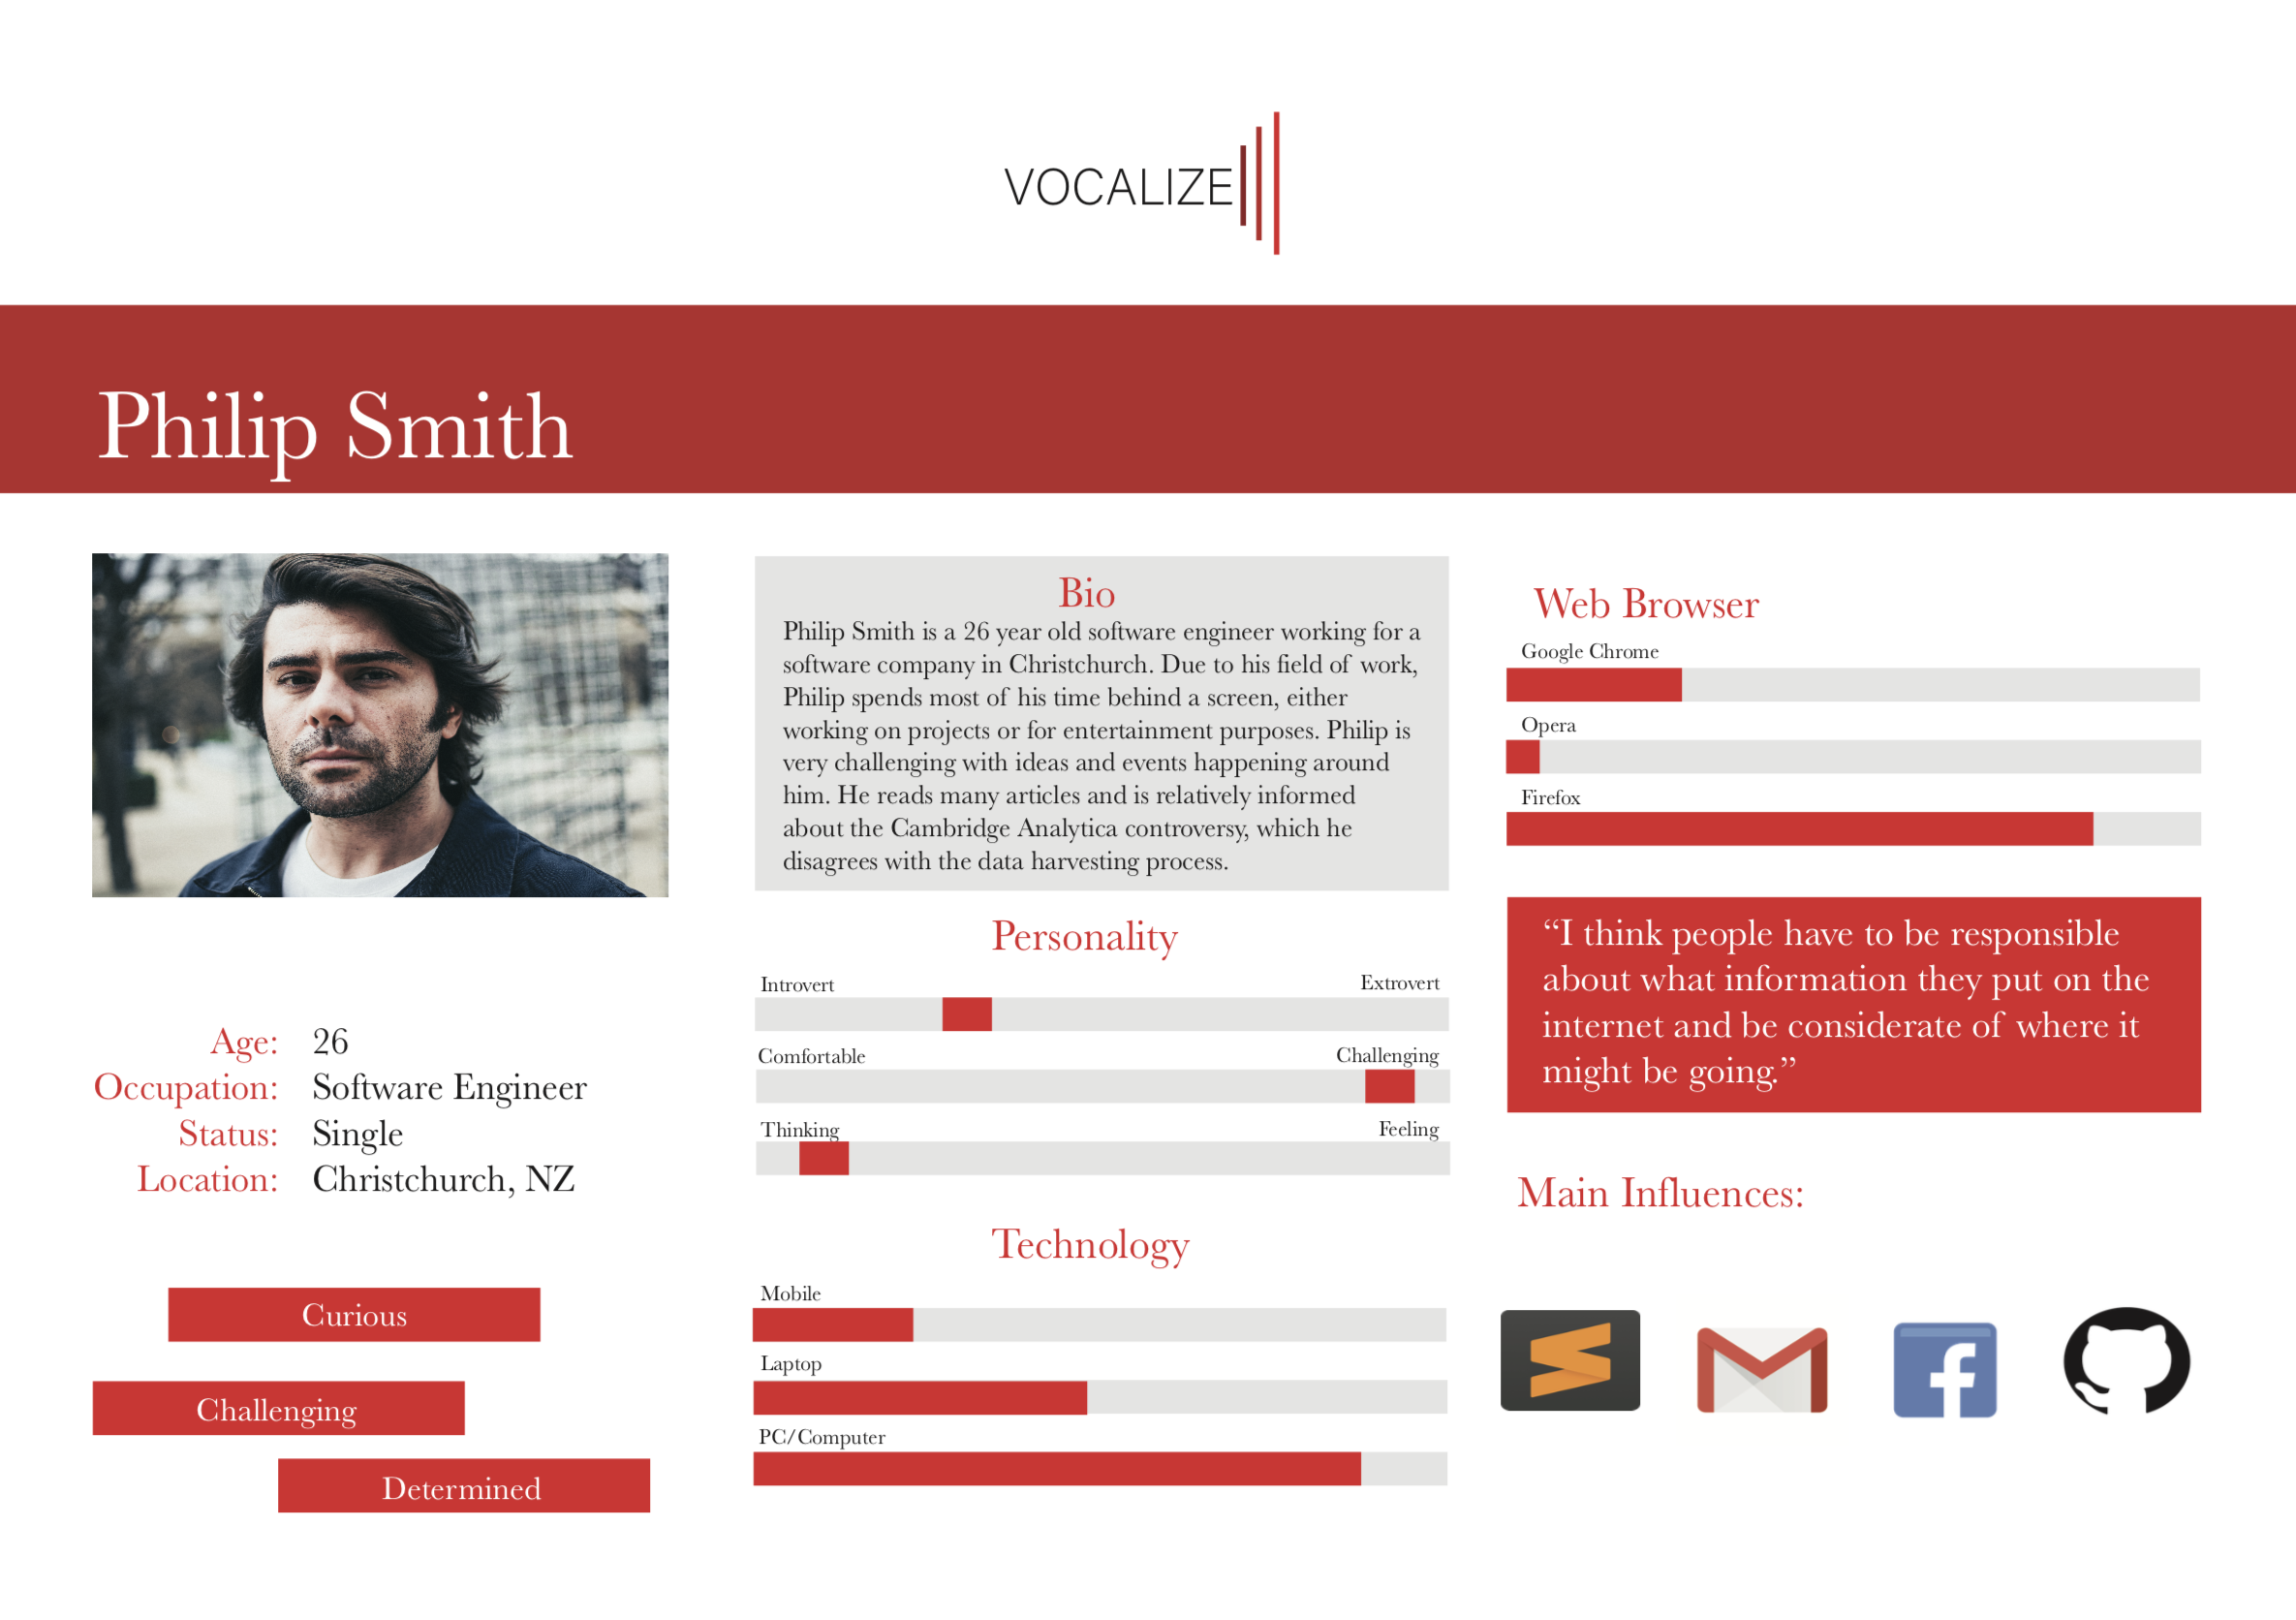 VOCALIZE
Philip Smith
Age: 26
Occupation: Software Engineer
Status: Single
Location: Christchurch, NZ
Curious
Challenging
Determined
Bio
Philip Smith is a 26 year old software engineer working for a
software company in Christchurch. Due to his field of work,
Philip spends most of his time behind a screen, either
working on projects or for entertainment purposes. Philip is
very challenging with ideas and events happening around
him. He reads many articles and is relatively informed
about the Cambridge Analytica controversy, which he
disagrees with the data harvesting process.
Personality
Introvert Extrovert
Comfortable Challenging
Thinking Feeling
Technology
Mobile
Laptop
PC/Computer
Web Browser
Google Chrome
Opera
Firefox
“I think people have to be responsible
about what information they put on the
internet and be considerate of where it
might be going.”
Main Influences: